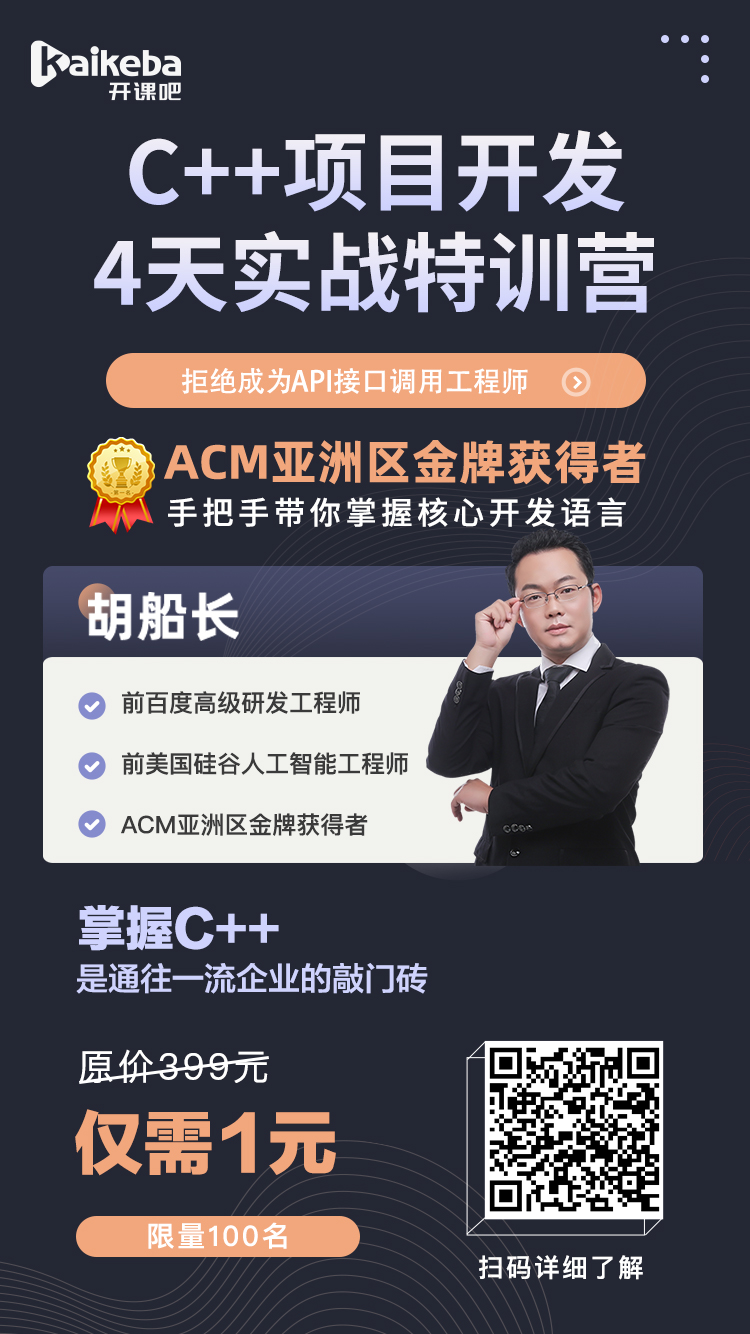 Kaikeba
开课吧
C++项目开发
4天实战特训营
拒绝成为API接口调用工程师
ACM亚洲区金牌获得者
手把手带你掌握核心开发语言
胡船长
前百度高级研发工程师
前美国硅谷人工智能工程师
ACM亚洲区金牌获得者
掌握C++
是通往一流企业的敲门砖
原价399元
仅需1元
限量100名
扫码详细了解